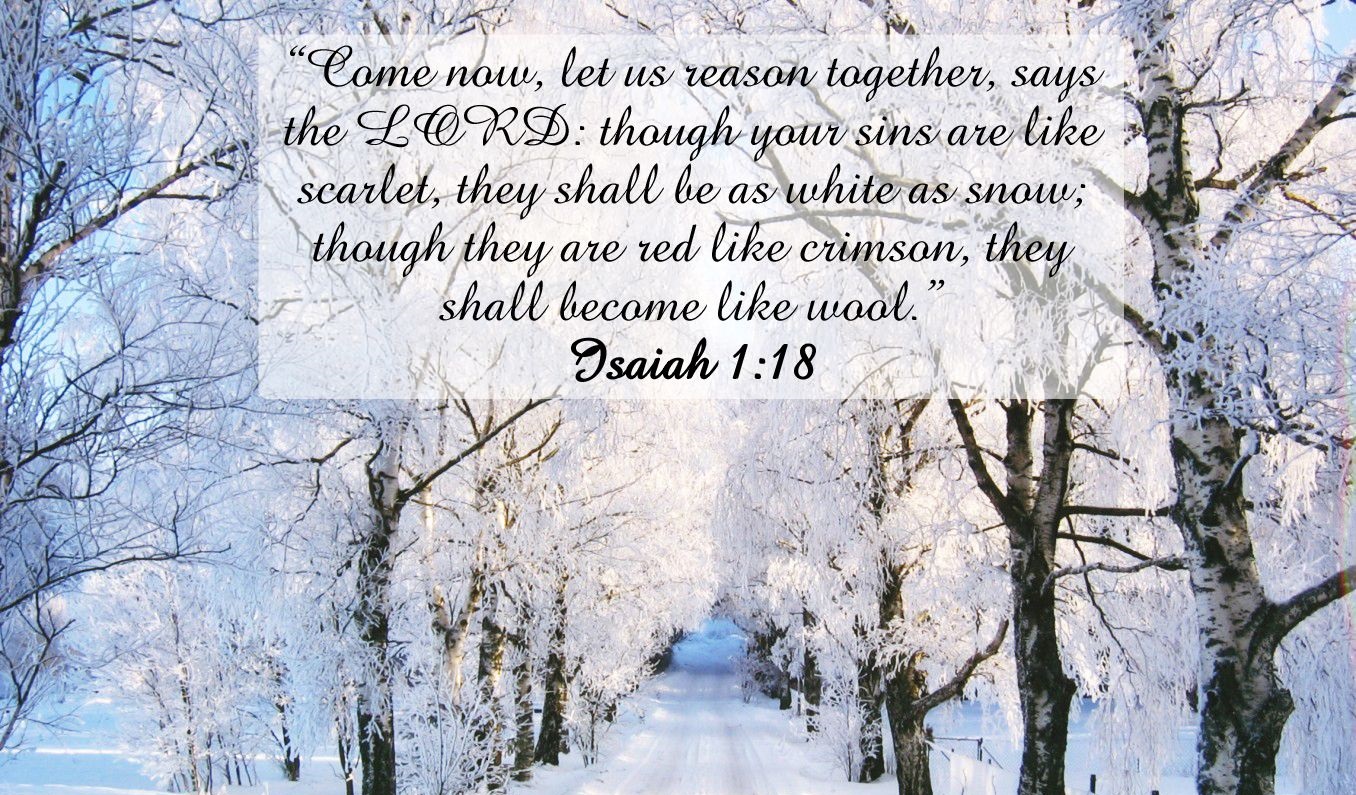 “Come now, let us reason together, says
the LORD: though your sins are like
scarlet, they shall be as white as snow;
though they are red like crimson, they
shall become like wool.”
Isaiah 1:18